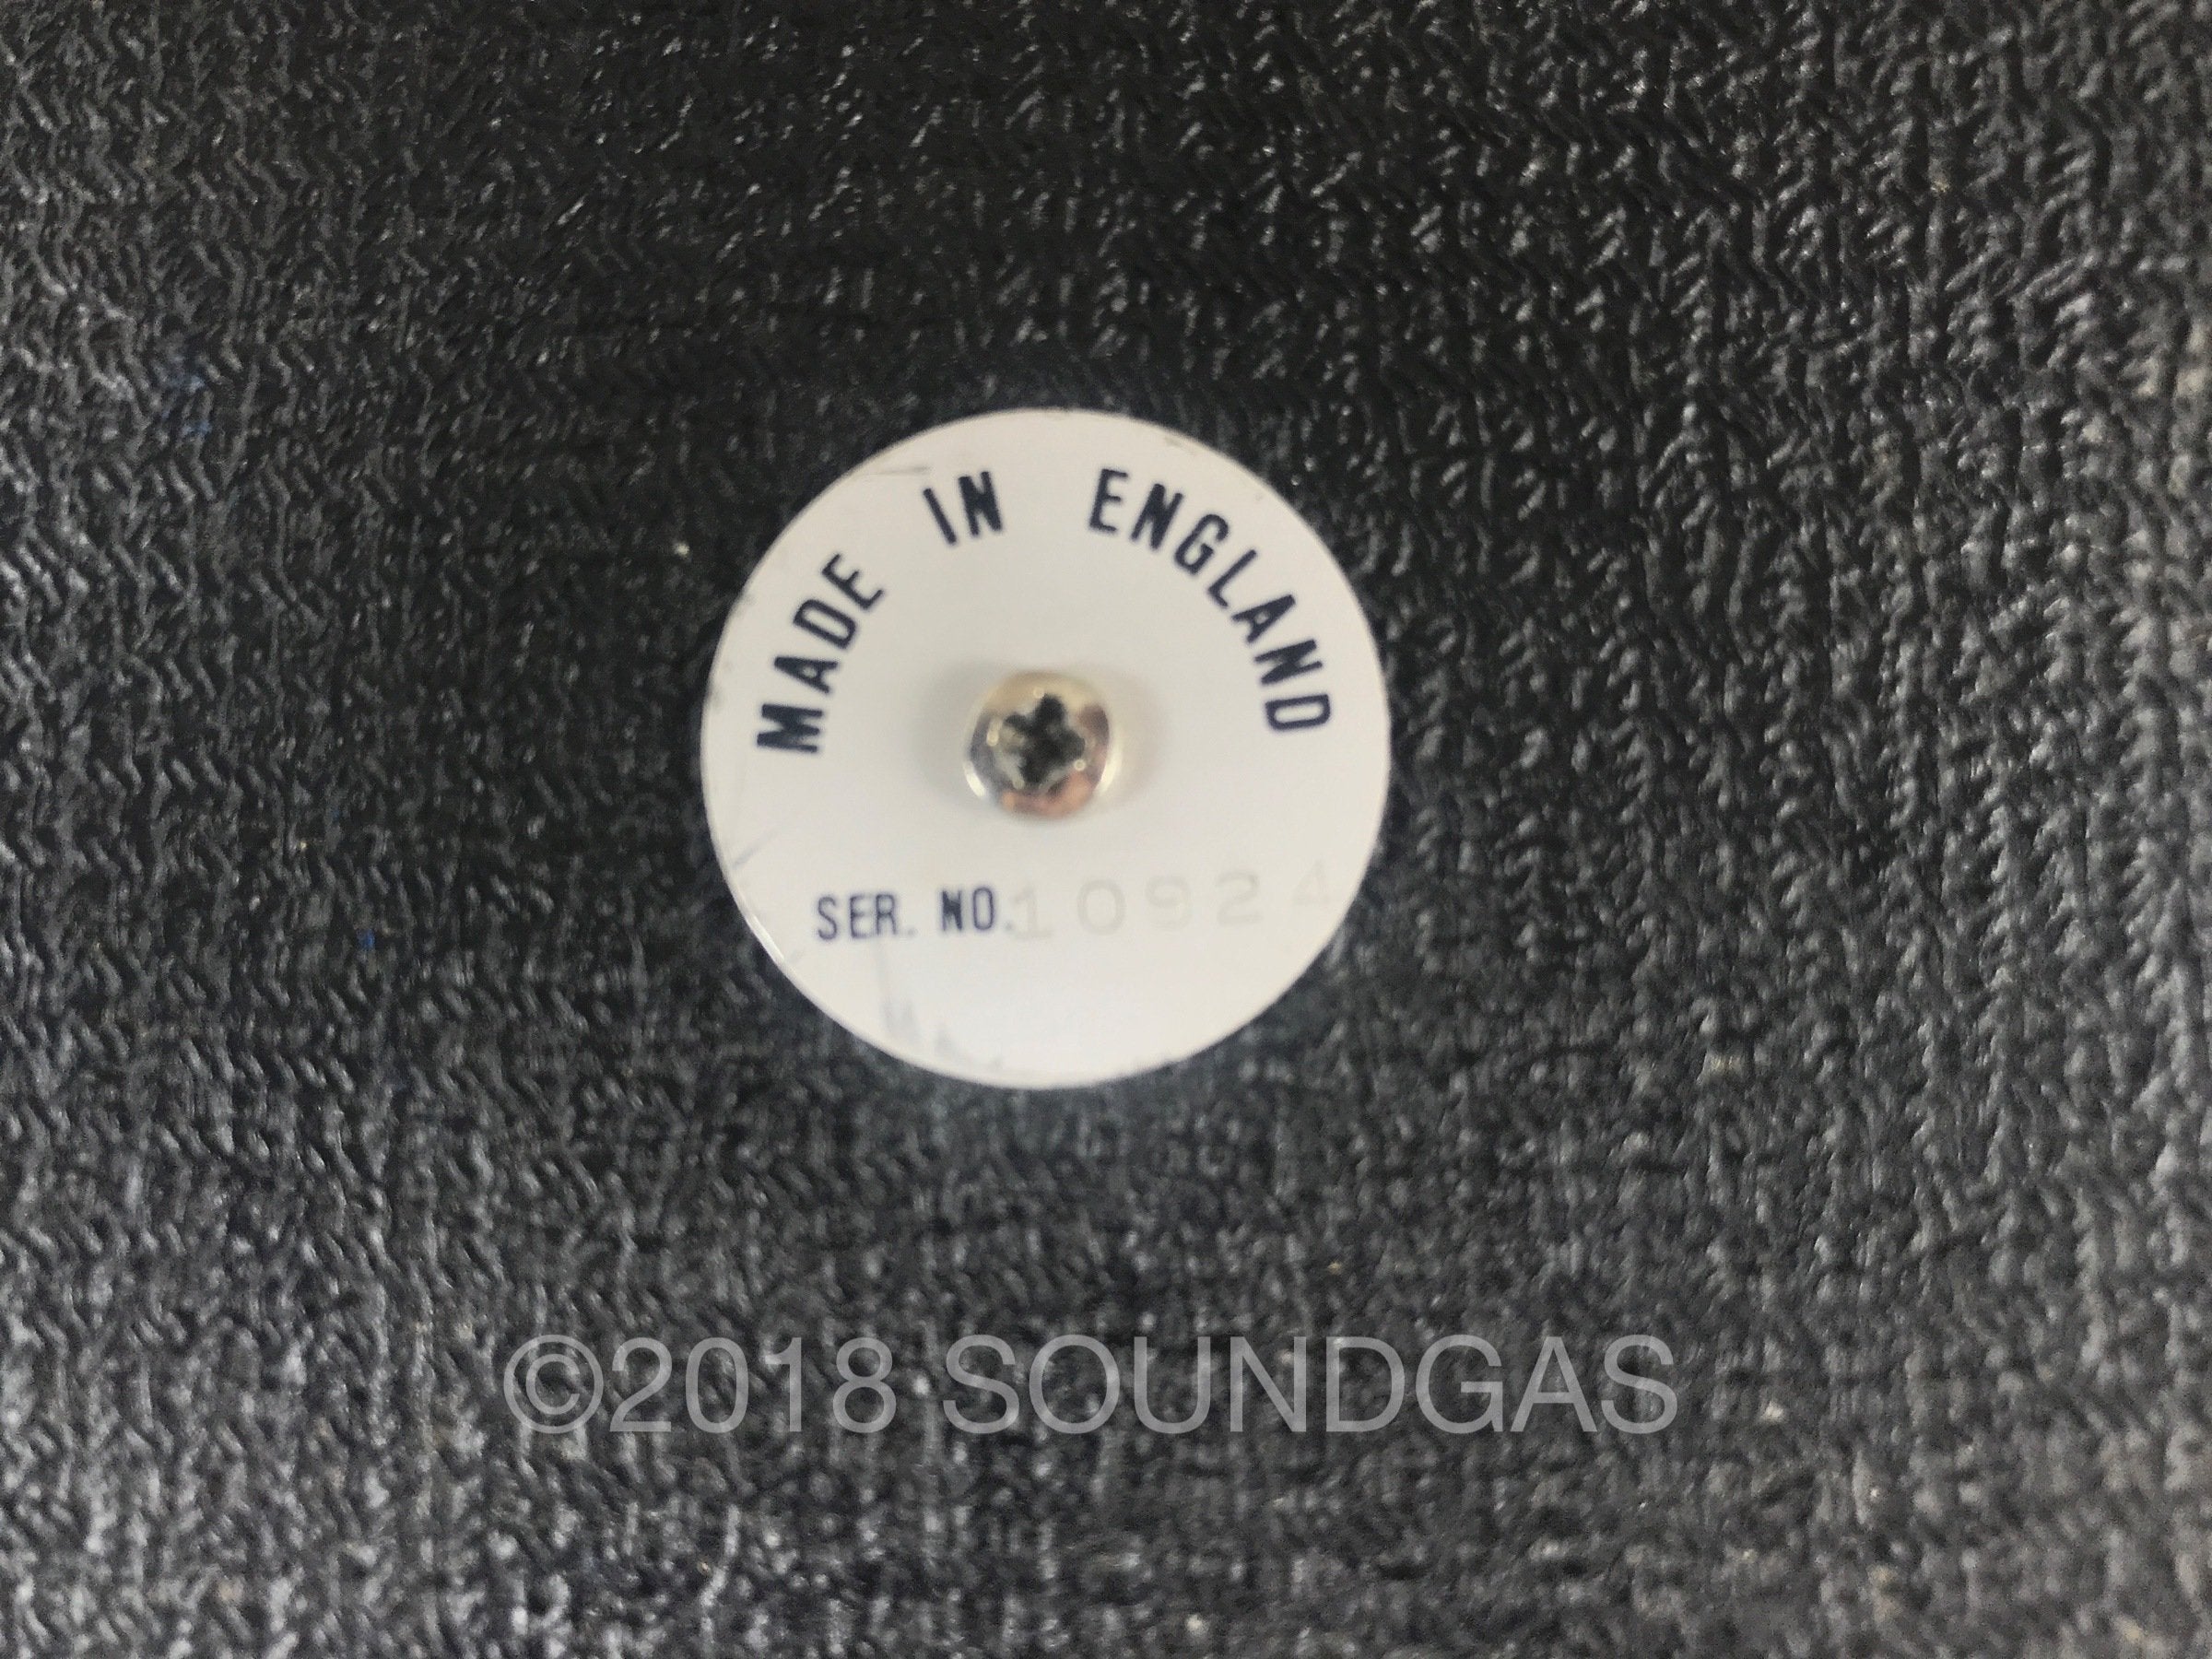 MADE IN ENGLAND
SER. NO. 10924
©2018 SOUNDGAS